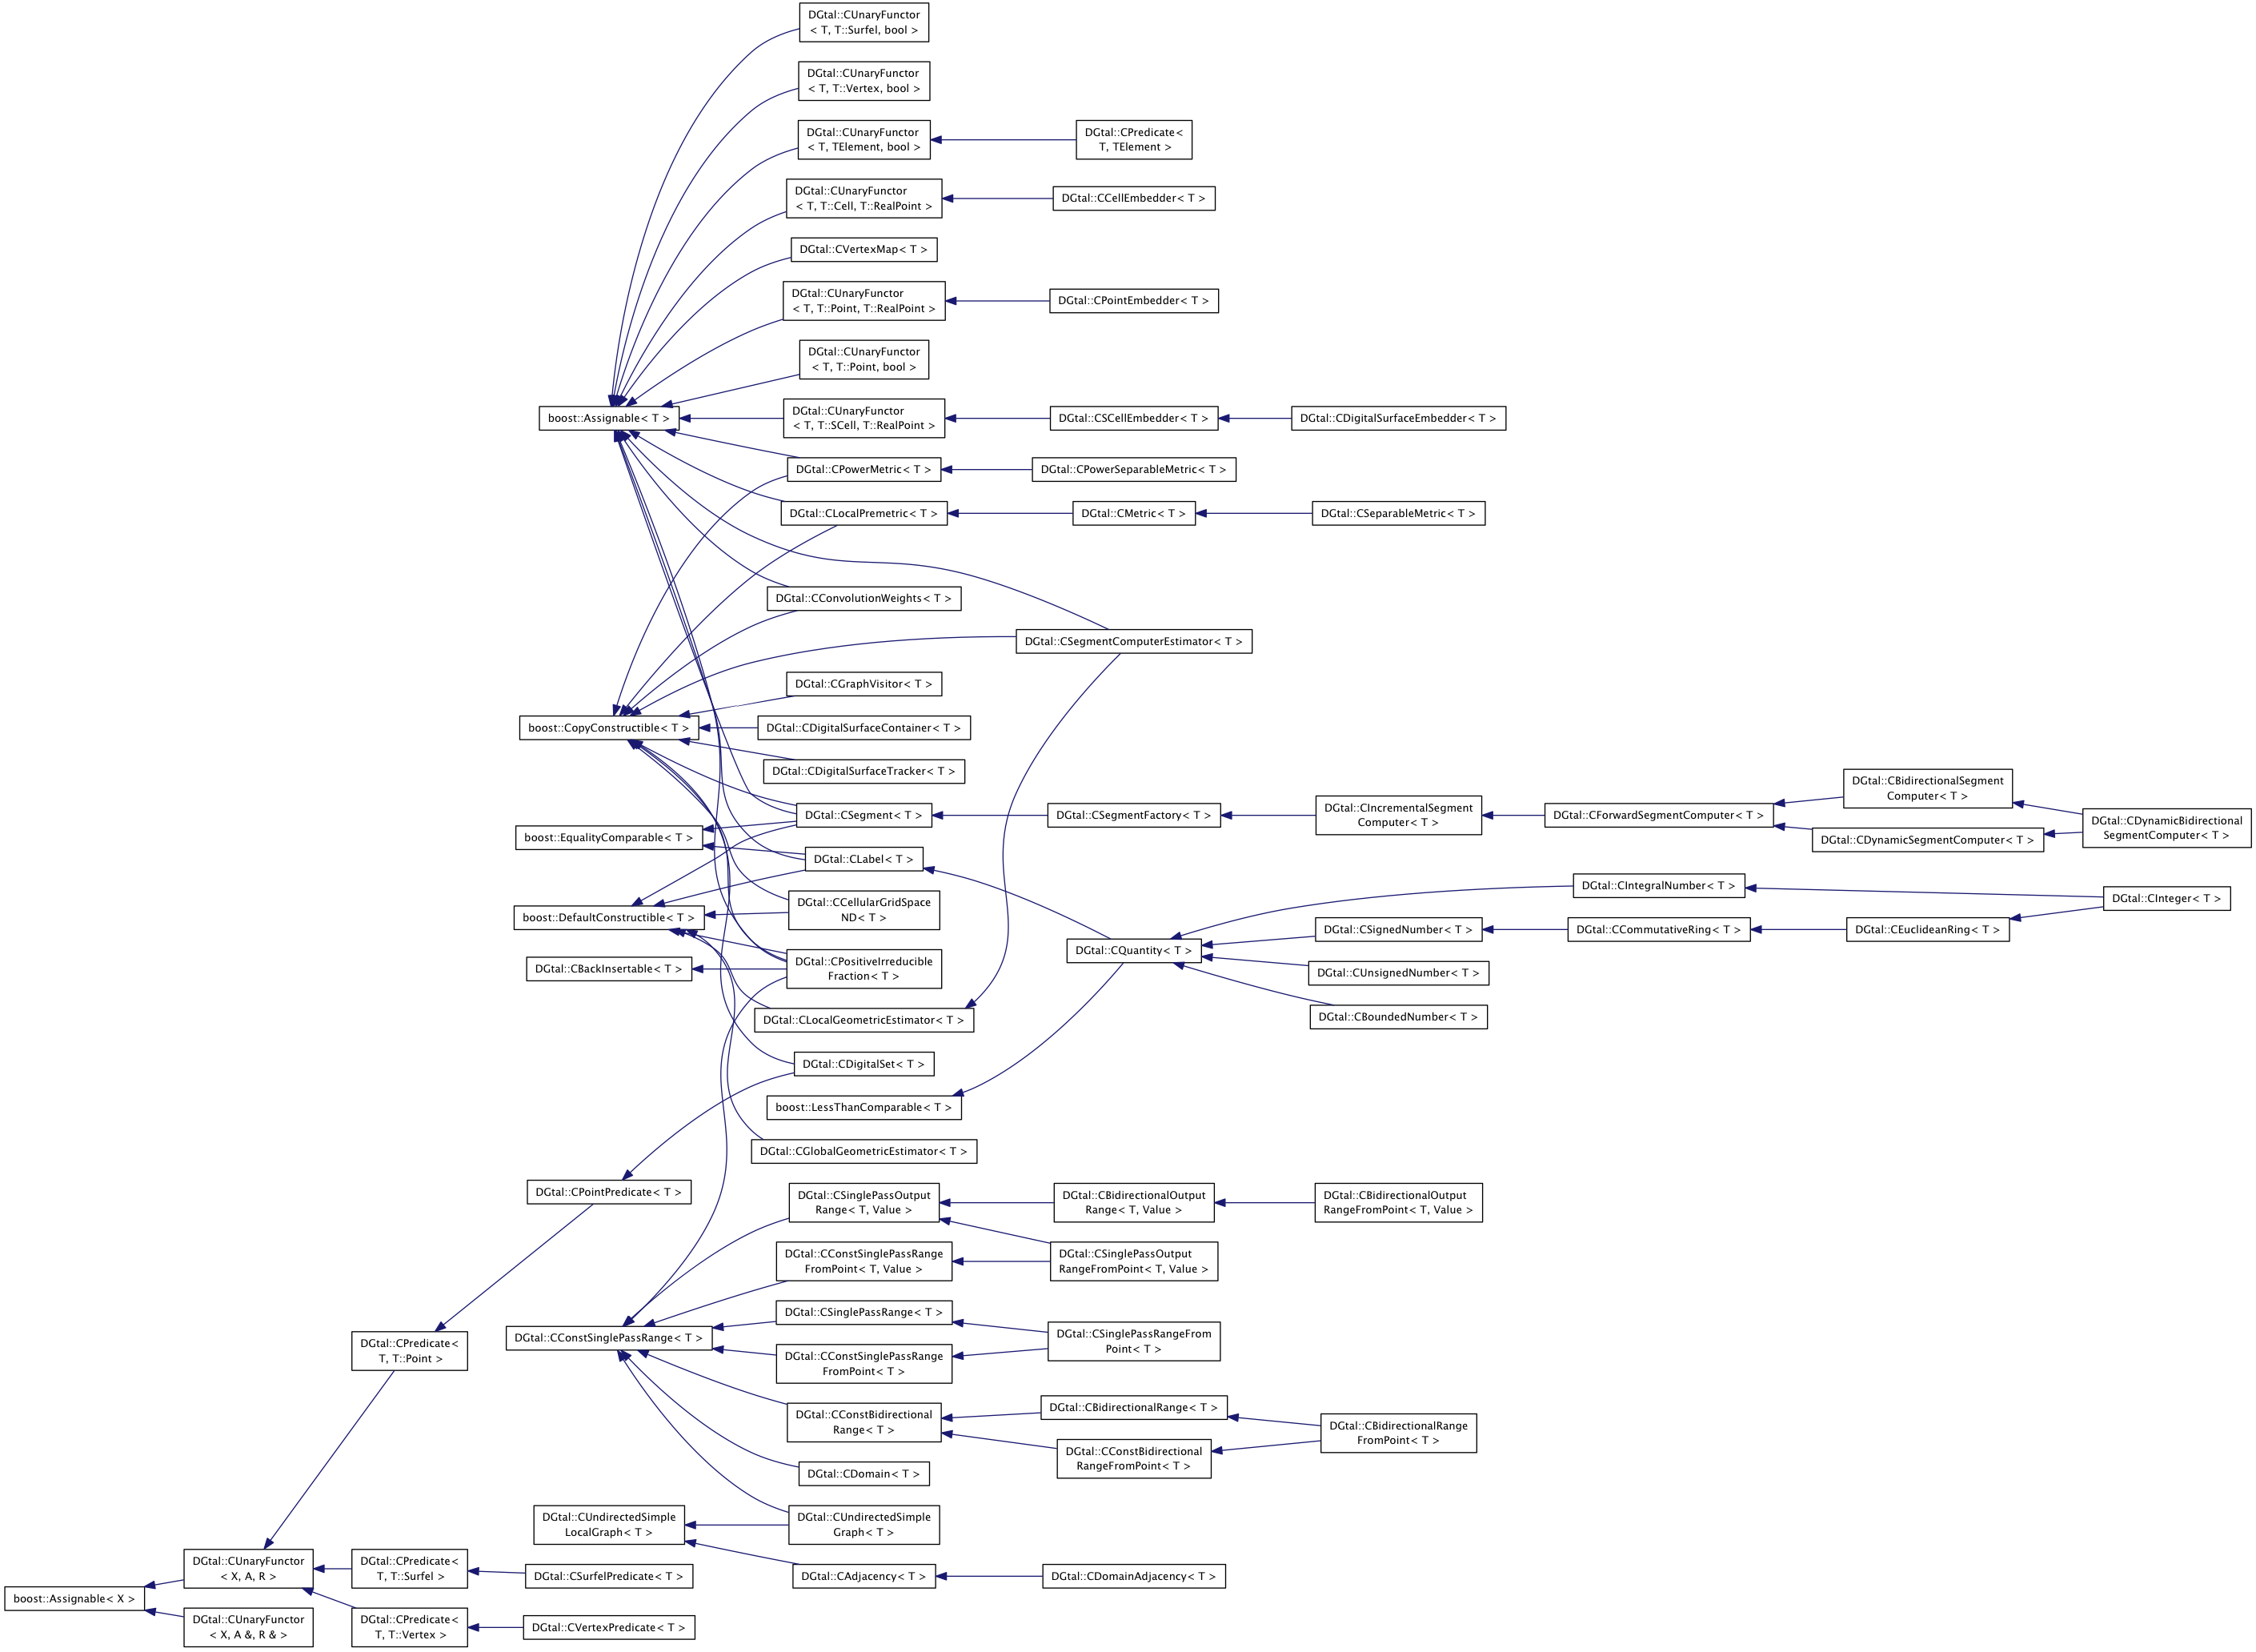 DGtal::CUnaryFunctor
< T, T::Surfel, bool >
DGtal::CUnaryFunctor
< T, T::Vertex, bool >
DGtal::CUnaryFunctor
< T, TElement, bool >
DGtal::CPredicate<
T, TElement >
DGtal::CUnaryFunctor
< T, T::Cell, T::RealPoint >
DGtal::CCellEmbedder< T >
DGtal::CVertexMap< T >
DGtal::CUnaryFunctor
< T, T::Point, T::RealPoint >
DGtal::CPointEmbedder< T >
DGtal::CUnaryFunctor
< T, T::Point, bool >
boost::Assignable< T >
DGtal::CUnaryFunctor
< T, T::SCell, T::RealPoint >
DGtal::CSCellEmbedder< T >
DGtal::CDigitalSurfaceEmbedder< T >
DGtal::CPowerMetric< T >
DGtal::CPowerSeparableMetric< T >
DGtal::CLocalPremetric< T >
DGtal::CMetric< T >
DGtal::CSeparableMetric< T >
DGtal::CConvolutionWeights< T >
DGtal::CSegmentComputerEstimator< T >
DGtal::CGraphVisitor< T >
boost::CopyConstructible< T >
DGtal::CDigitalSurfaceContainer< T >
DGtal::CDigitalSurfaceTracker< T >
DGtal::CSegment< T >
DGtal::CSegmentFactory< T >
DGtal::CIncrementalSegment
Computer< T >
DGtal::CForwardSegmentComputer< T >
DGtal::CBidirectionalSegment
Computer< T >
DGtal::CDynamicSegmentComputer< T >
DGtal::CDynamicBidirectional
SegmentComputer< T >
boost::EqualityComparable< T >
DGtal::CLabel< T >
DGtal::CIntegralNumber< T >
DGtal::CInteger< T >
boost::DefaultConstructible< T >
DGtal::CCellularGridSpace
ND< T >
DGtal::CQuantity< T >
DGtal::CSignedNumber< T >
DGtal::CCommutativeRing< T >
DGtal::CEuclideanRing< T >
DGtal::CBackInsertable< T >
DGtal::CPositiveIrreducible
Fraction< T >
DGtal::CUnsignedNumber< T >
DGtal::CLocalGeometricEstimator< T >
DGtal::CBoundedNumber< T >
DGtal::CDigitalSet< T >
boost::LessThanComparable< T >
DGtal::CGlobalGeometricEstimator< T >
DGtal::CPointPredicate< T >
DGtal::CSinglePassOutput
Range< T, Value >
DGtal::CBidirectionalOutput
Range< T, Value >
DGtal::CBidirectionalOutput
RangeFromPoint< T, Value >
DGtal::CConstSinglePassRange
FromPoint< T, Value >
DGtal::CSinglePassOutput
RangeFromPoint< T, Value >
DGtal::CPredicate<
T, T::Point >
DGtal::CConstSinglePassRange< T >
DGtal::CSinglePassRange< T >
DGtal::CConstSinglePassRange
FromPoint< T >
DGtal::CSinglePassRangeFrom
Point< T >
DGtal::CConstBidirectional
Range< T >
DGtal::CBidirectionalRange< T >
DGtal::CConstBidirectional
RangeFromPoint< T >
DGtal::CBidirectionalRange
FromPoint< T >
DGtal::CDomain< T >
DGtal::CUndirectedSimple
LocalGraph< T >
DGtal::CUndirectedSimple
Graph< T >
DGtal::CAdjacency< T >
DGtal::CDomainAdjacency< T >
boost::Assignable< X >
DGtal::CUnaryFunctor
< X, A, R >
DGtal::CPredicate<
T, T::Surfel >
DGtal::CSurfelPredicate< T >
DGtal::CUnaryFunctor
< X, A &, R & >
DGtal::CPredicate<
T, T::Vertex >
DGtal::CVertexPredicate< T >